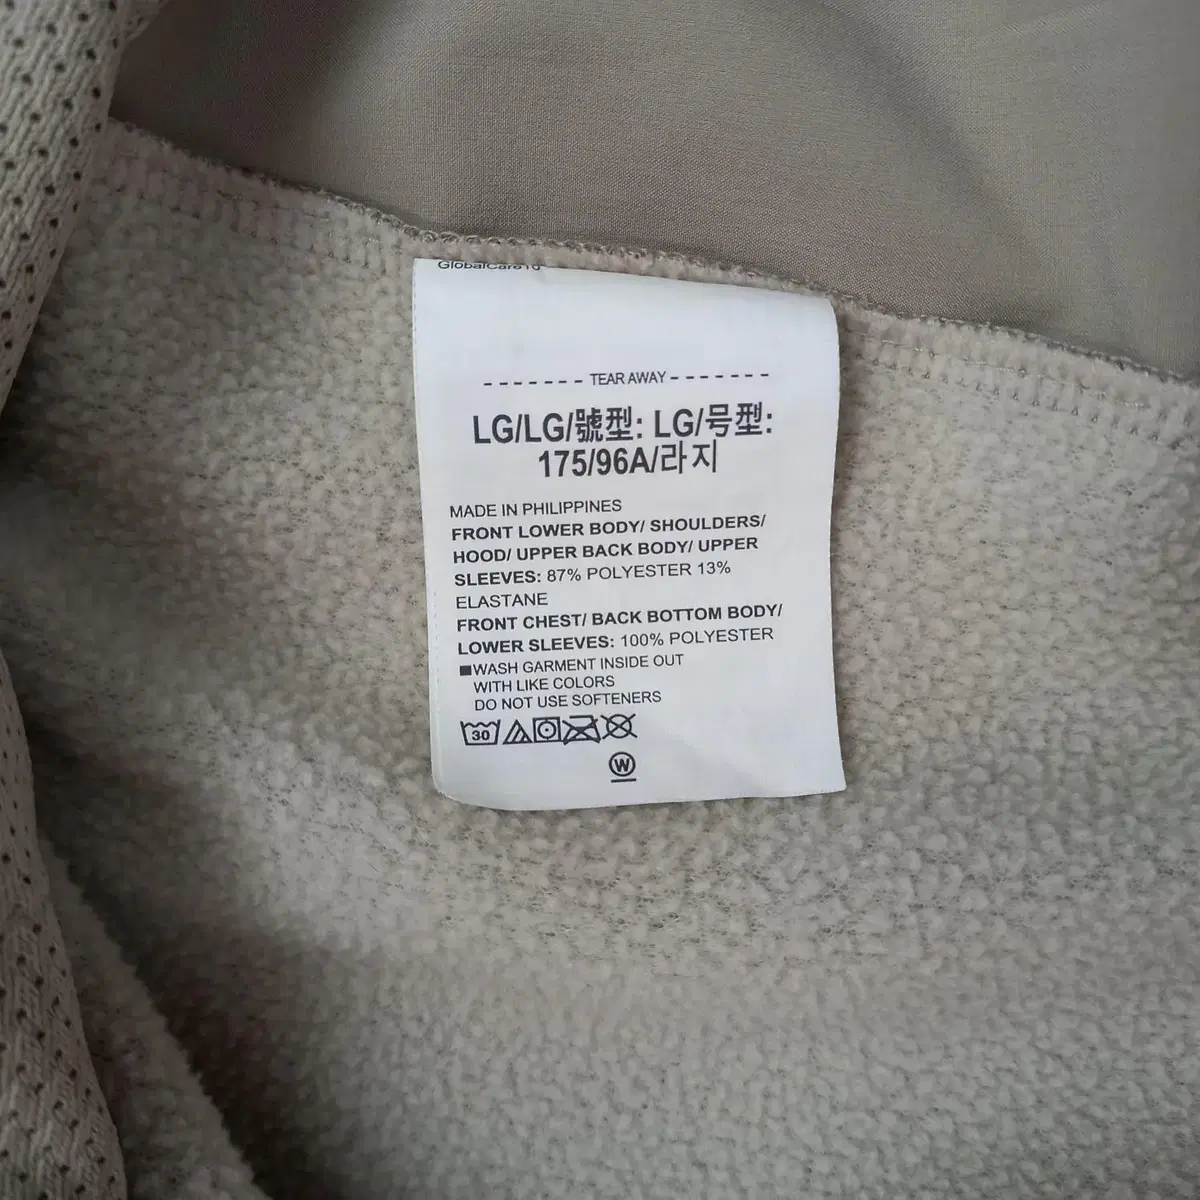 GlobalCare10
TEAR AWAY
LG/LG/號型: LG/号型:
175/96A/라지
MADE IN PHILIPPINES
FRONT LOWER BODY/ SHOULDERS/
HOOD/ UPPER BACK BODY/ UPPER
SLEEVES: 87% POLYESTER 13%
ELASTANE
FRONT CHEST/ BACK BOTTOM BODY/
LOWER SLEEVES: 100% POLYESTER
■WASH GARMENT INSIDE OUT
WITH LIKE COLORS
DO NOT USE SOFTENERS
30
W